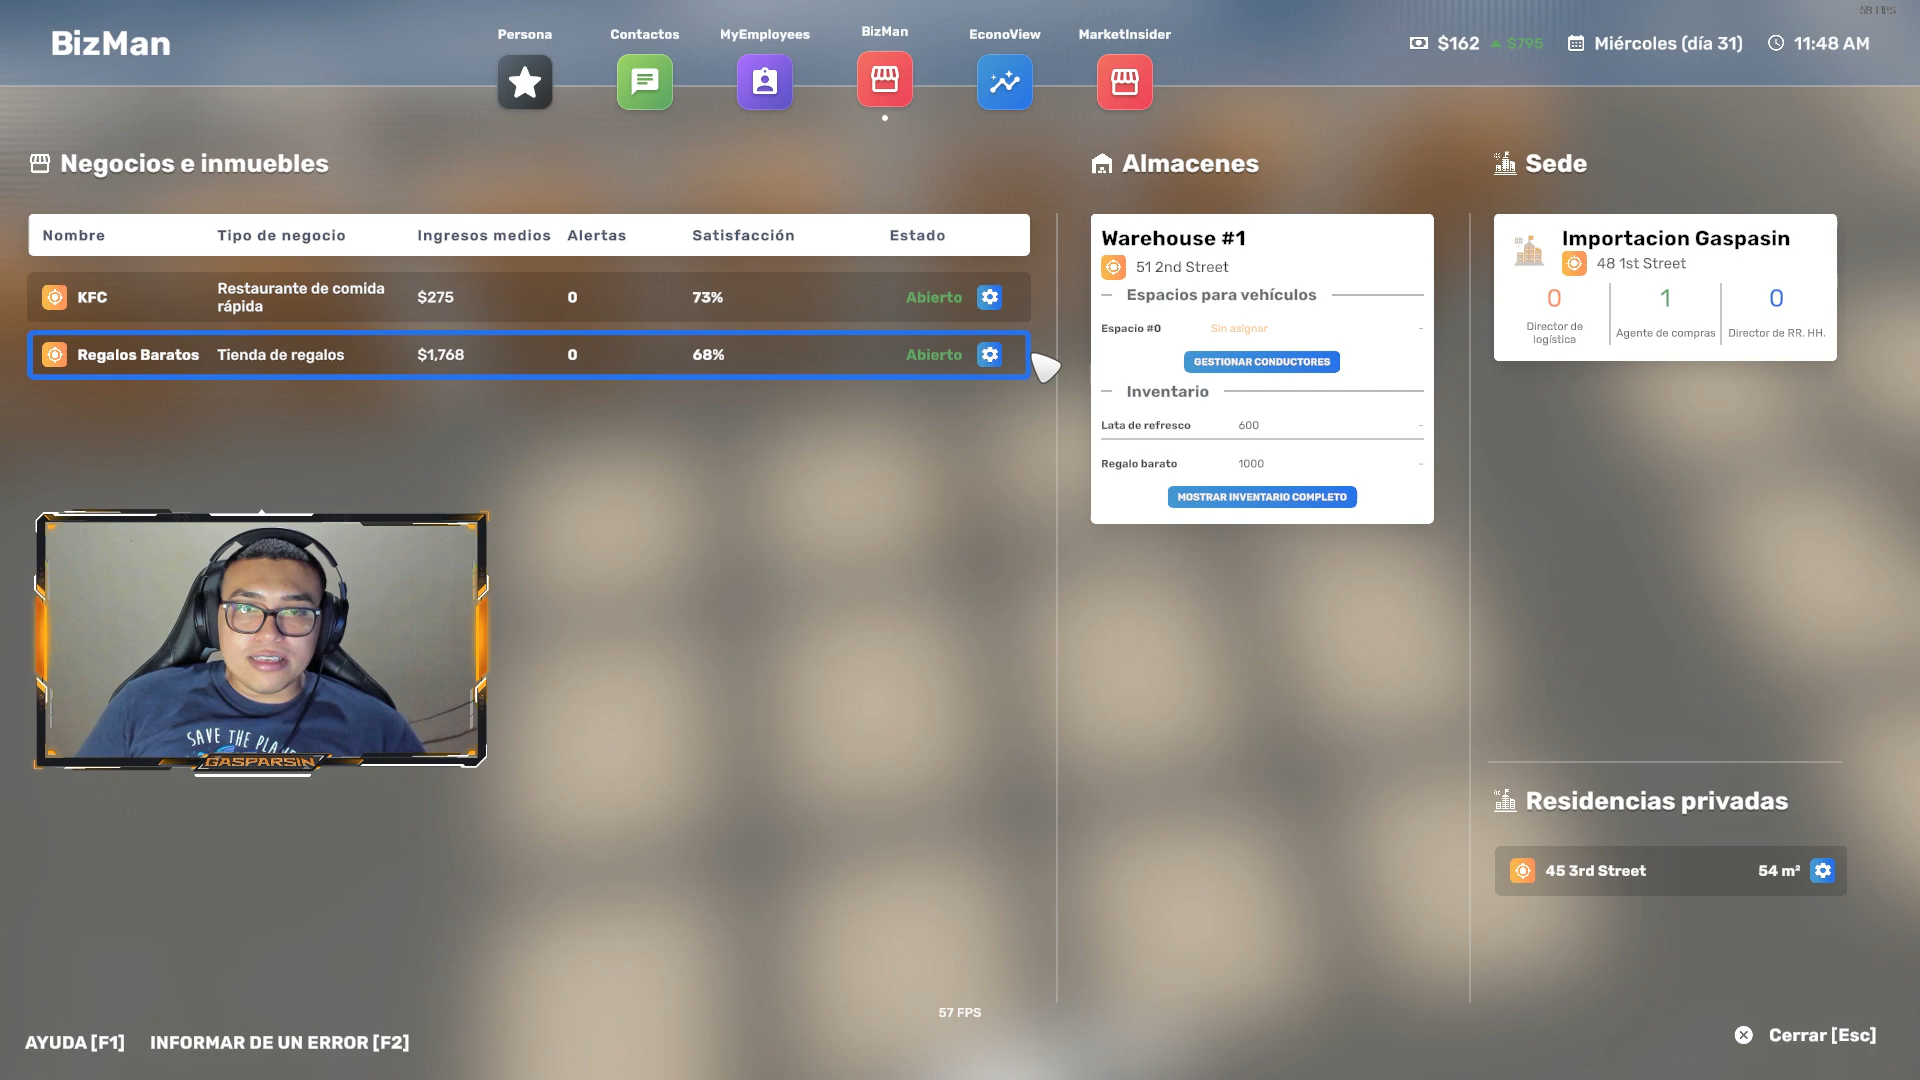 BizMan
Persona
Contactos
MyEmployees
BizMan
EconoView
MarketInsider
$162
$795
Miércoles (día 31)
11:48 AM
59 FPS
Negocios e inmuebles
Nombre
Tipo de negocio
Ingresos medios
Alertas
Satisfacción
Estado
KFC
Restaurante de comida
rápida
$275
0
73%
Abierto
Regalos Baratos
Tienda de regalos
$1,768
0
68%
Abierto
Almacenes
Warehouse #1
51 2nd Street
Espacios para vehículos
Espacio #0
Sin asignar
-
GESTIONAR CONDUCTORES
Inventario
Lata de refresco
600
-
Regalo barato
1000
-
MOSTRAR INVENTARIO COMPLETO
Sede
Importacion Gaspasin
48 1st Street
0
1
0
Director de
logística
Agente de compras
Director de RR. HH.
Residencias privadas
45 3rd Street
54 m²
SAVE THE PLA
GASPARSIN
57 FPS
AYUDA [F1]
INFORMAR DE UN ERROR [F2]
Cerrar [Esc]